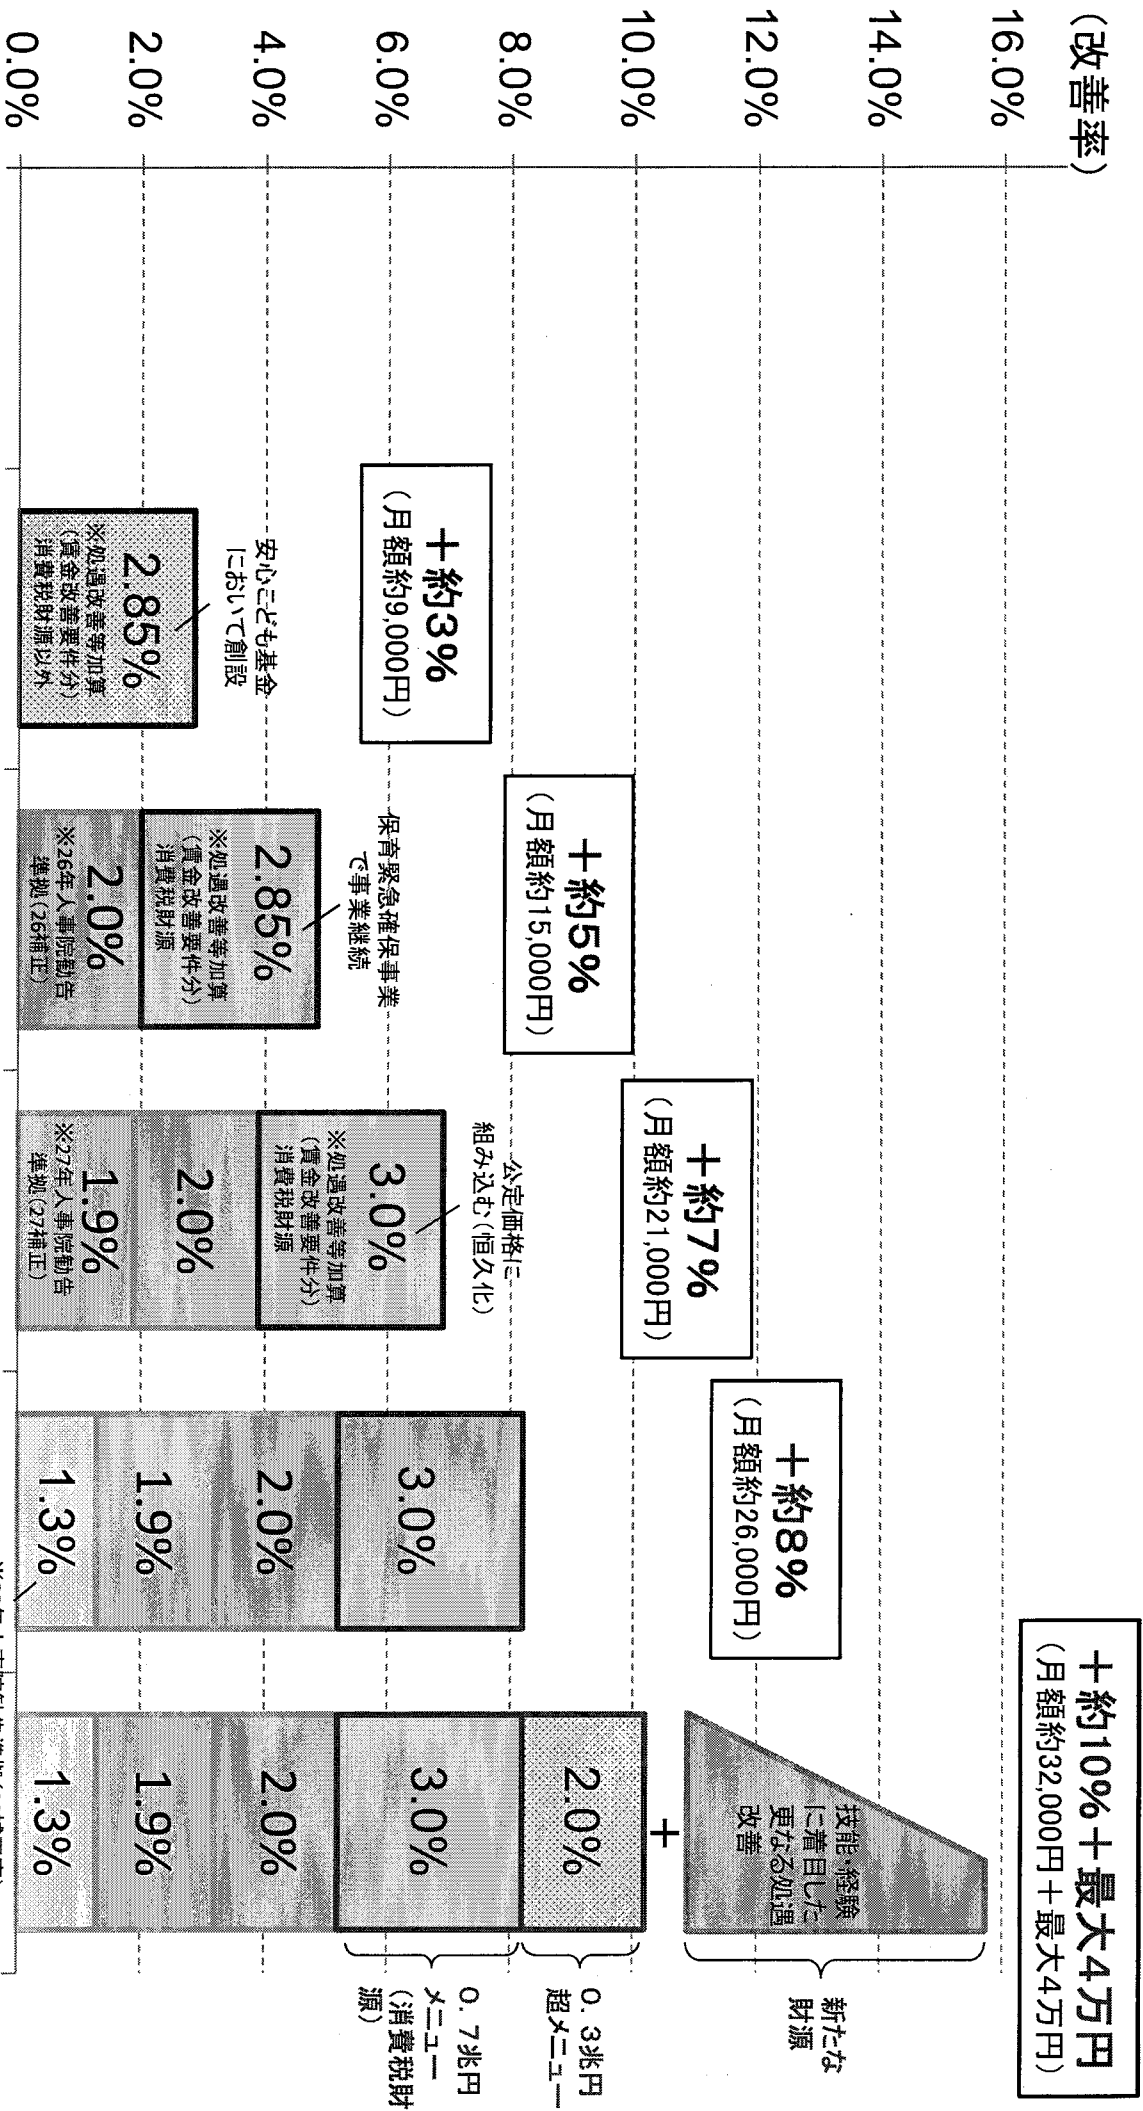 (改善率)
16.0%
14.0%
12.0%
10.0%
8.0%
6.0%
4.0%
2.0%
0.0%
+約3%
(月額約9,000円)
安心こども基金
において創設
2.85%
※処遇改善等加算
(賃金改善要件分)
消費税財源以外
+約5%
(月額約15,000円)
保育緊急確保事業
で事業継続
2.85%
※処遇改善等加算
(賃金改善要件分)
消費税財源
2.0%
※26年人事院勧告
準拠(26補正)
+約7%
(月額約21,000円)
公定価格に
組み込む(恒久化)
3.0%
※処遇改善等加算
(賃金改善要件分)
消費税財源
2.0%
1.9%
※27年人事院勧告
準拠(27補正)
+約8%
(月額約26,000円)
3.0%
2.0%
1.9%
1.3%
+約10%+最大4万円
(月額約32,000円+最大4万円)
技能・経験
に着目した
更なる処遇
改善
+
2.0%
3.0%
2.0%
1.9%
1.3%
新たな
財源
0.3兆円
超メニュー
0.7兆円
メニュー
(消費税財
源)